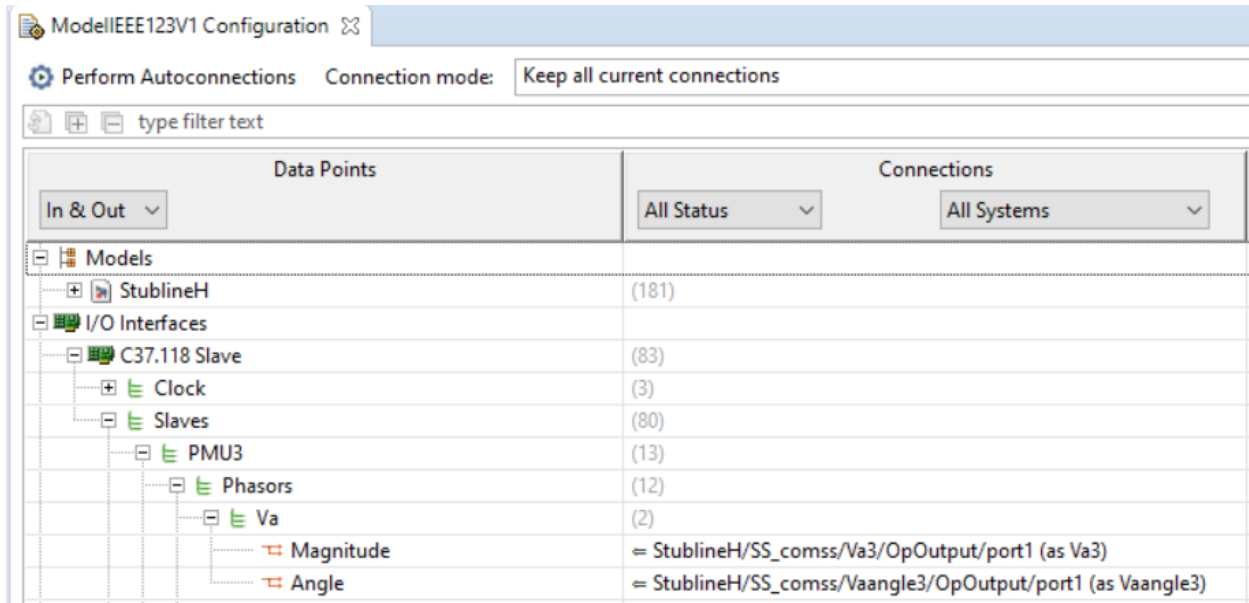 ModelIEEE123V1 Configuration
Perform Autoconnections Connection mode: Keep all current connections
type filter text
Data Points Connections
In & Out All Status All Systems
Models
StublineH (181)
I/O Interfaces
C37.118 Slave (83)
Clock (3)
Slaves (80)
PMU3 (13)
Phasors (12)
Va (2)
Magnitude ⇐ StublineH/SS_comss/Va3/OpOutput/port1 (as Va3)
Angle ⇐ StublineH/SS_comss/Vaangle3/OpOutput/port1 (as Vaangle3)